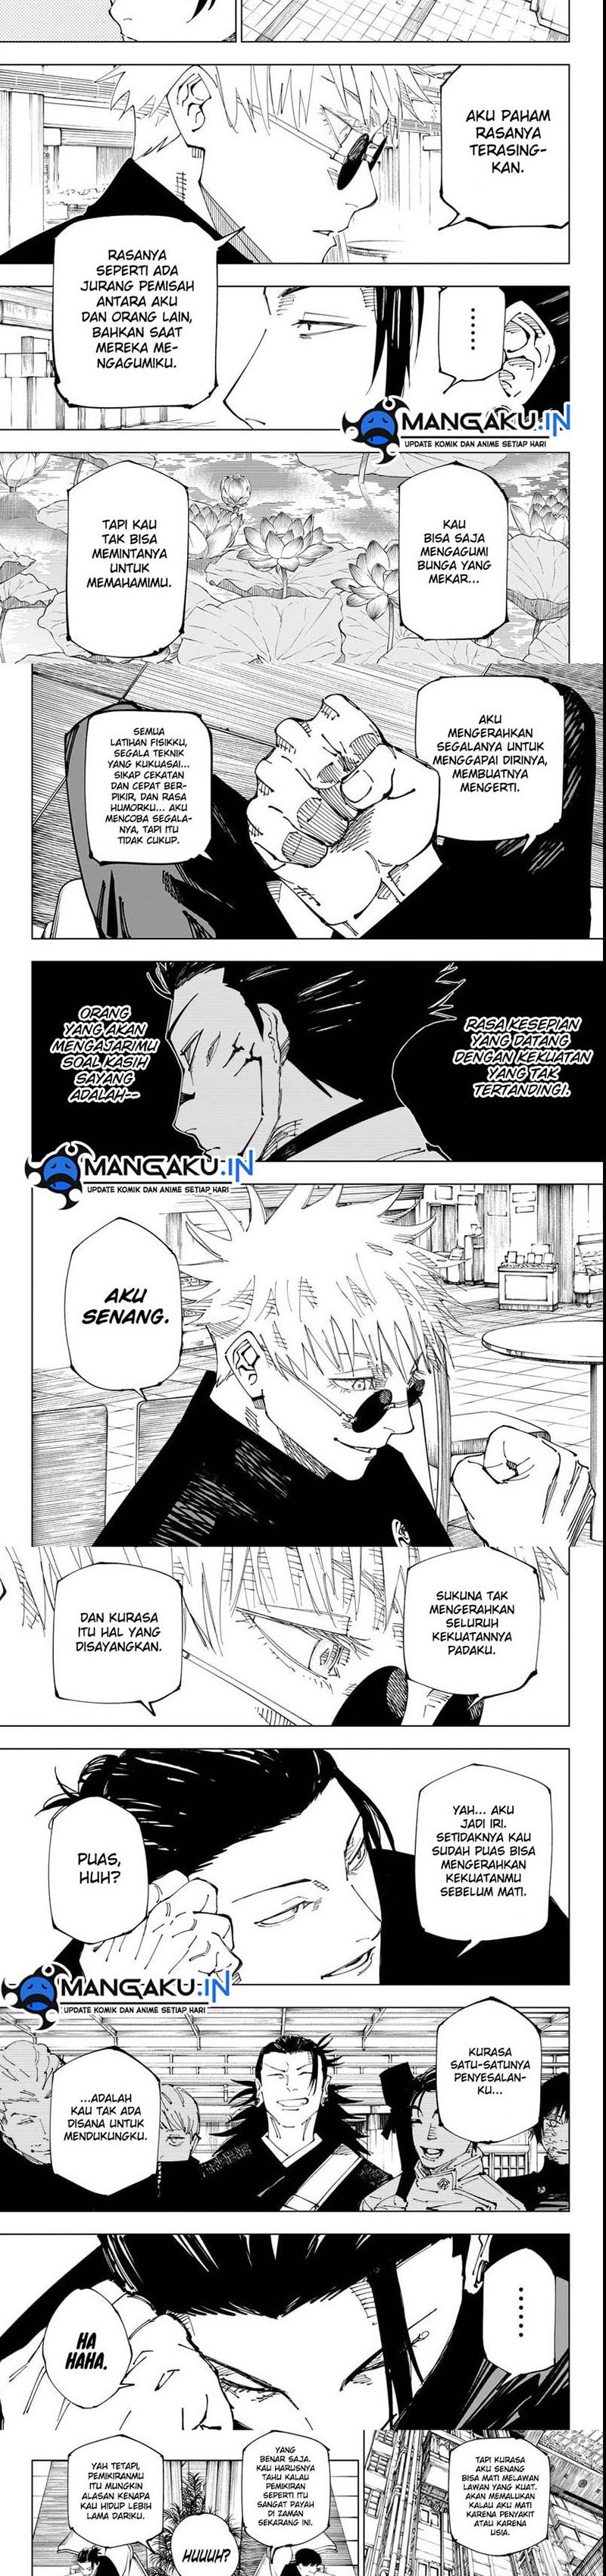 AKU PAHAM
RASANYA
TERASING-
KAN.
RASANYA
SEPERTI ADA
JURANG PEMISAH
ANTARA AKU
DAN ORANG LAIN,
BAHKAN SAAT
MEREKA ME-
NGAGUMIKU.
......
MANGAKU.IN
UPDATE KOMIK DAN ANIME SETIAP HARI
KAU
BISA SAJA
MENGAGUMI
BUNGA YANG
MEKAR...
TAPI KAU
TAK BISA
MEMINTANYA
UNTUK
MEMAHAMIMU.
AKU
MENGERAHKAN
SEGALANYA UNTUK
MENGGAPAI DIRINYA,
MEMBUATNYA
MENGERTI.
SEMUA
LATIHAN FISIKKU,
SEGALA TEKNIK
YANG KUKUASAI...
SIKAP CEKATAN
DAN CEPAT BER-
PIKIR, DAN RASA
HUMORKU... AKU
MENCOBA SEGALA-
NYA, TAPI ITU
TIDAK CUKUP.
RASA KESEPIAN
YANG DATANG
DENGAN KEKUATAN
YANG TAK
TERTANDINGI.
ORANG
YANG AKAN
MENGAJARIMU
SOAL KASIH
SAYANG
ADALAH--
MANGAKU.IN
UPDATE KOMIK DAN ANIME SETIAP HARI
AKU
SENANG.
SUKUNA TAK
MENGERAHKAN
SELURUH
KEKUATANNYA
PADAKU.
DAN KURASA
ITU HAL YANG
DISAYANGKAN.
YAH... AKU
JADI IRI.
SETIDAKNYA KAU
SUDAH PUAS BISA
MENGERAHKAN
KEKUATANMU
SEBELUM MATI.
PUAS,
HUH?
MANGAKU.IN
UPDATE KOMIK DAN ANIME SETIAP HARI
KURASA
SATU-SATUNYA
PENYESALAN-
KU...
...ADALAH
KAU TAK ADA
DISANA UNTUK
MENDUKUNGKU.
......
HA
HAHA.
TAPI KURASA
AKU SENANG
BISA MATI MELAWAN
LAWAN YANG KUAT.
AKAN MEMALUKAN
KALAU AKU MATI
KARENA PENYAKIT
ATAU KARENA
USIA.
YANG
BENAR SAJA.
KAU HARUSNYA
TAHU KALAU
PEMIKIRAN
SEPERTI ITU
SANGAT PAYAH
DI ZAMAN
SEKARANG INI.
HUUUUH?
YAH TETAPI,
PEMIKIRANMU
ITU MUNGKIN
ALASAN KENAPA
KAU HIDUP LEBIH
LAMA DARIKU.